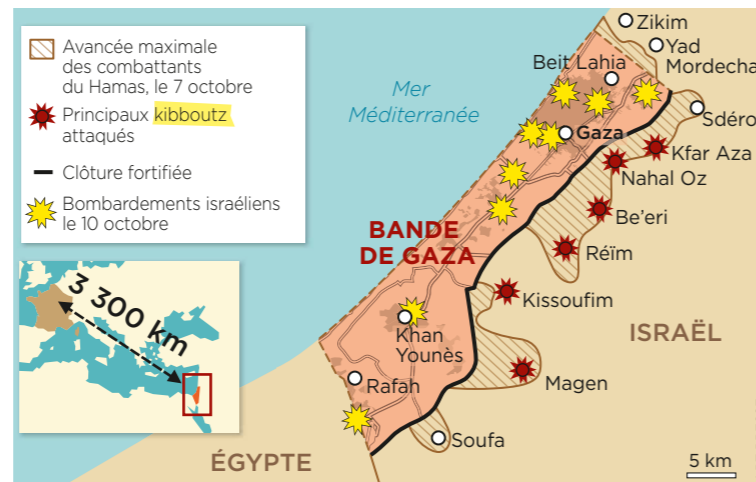 Avancée maximale
des combattants
du Hamas, le 7 octobre
Principaux kibboutz
attaqués
Clôture fortifiée
Bombardements israéliens
le 10 octobre
3 300 km
Mer
Méditerranée
Zikim
Yad
Mordecha
Beit Lahia
Sdéro
Gaza
Kfar Aza
Nahal Oz
Be'eri
BANDE
DE GAZA
Réïm
Kissoufim
ISRAËL
Khan
Younès
Magen
Rafah
Soufa
ÉGYPTE
5 km